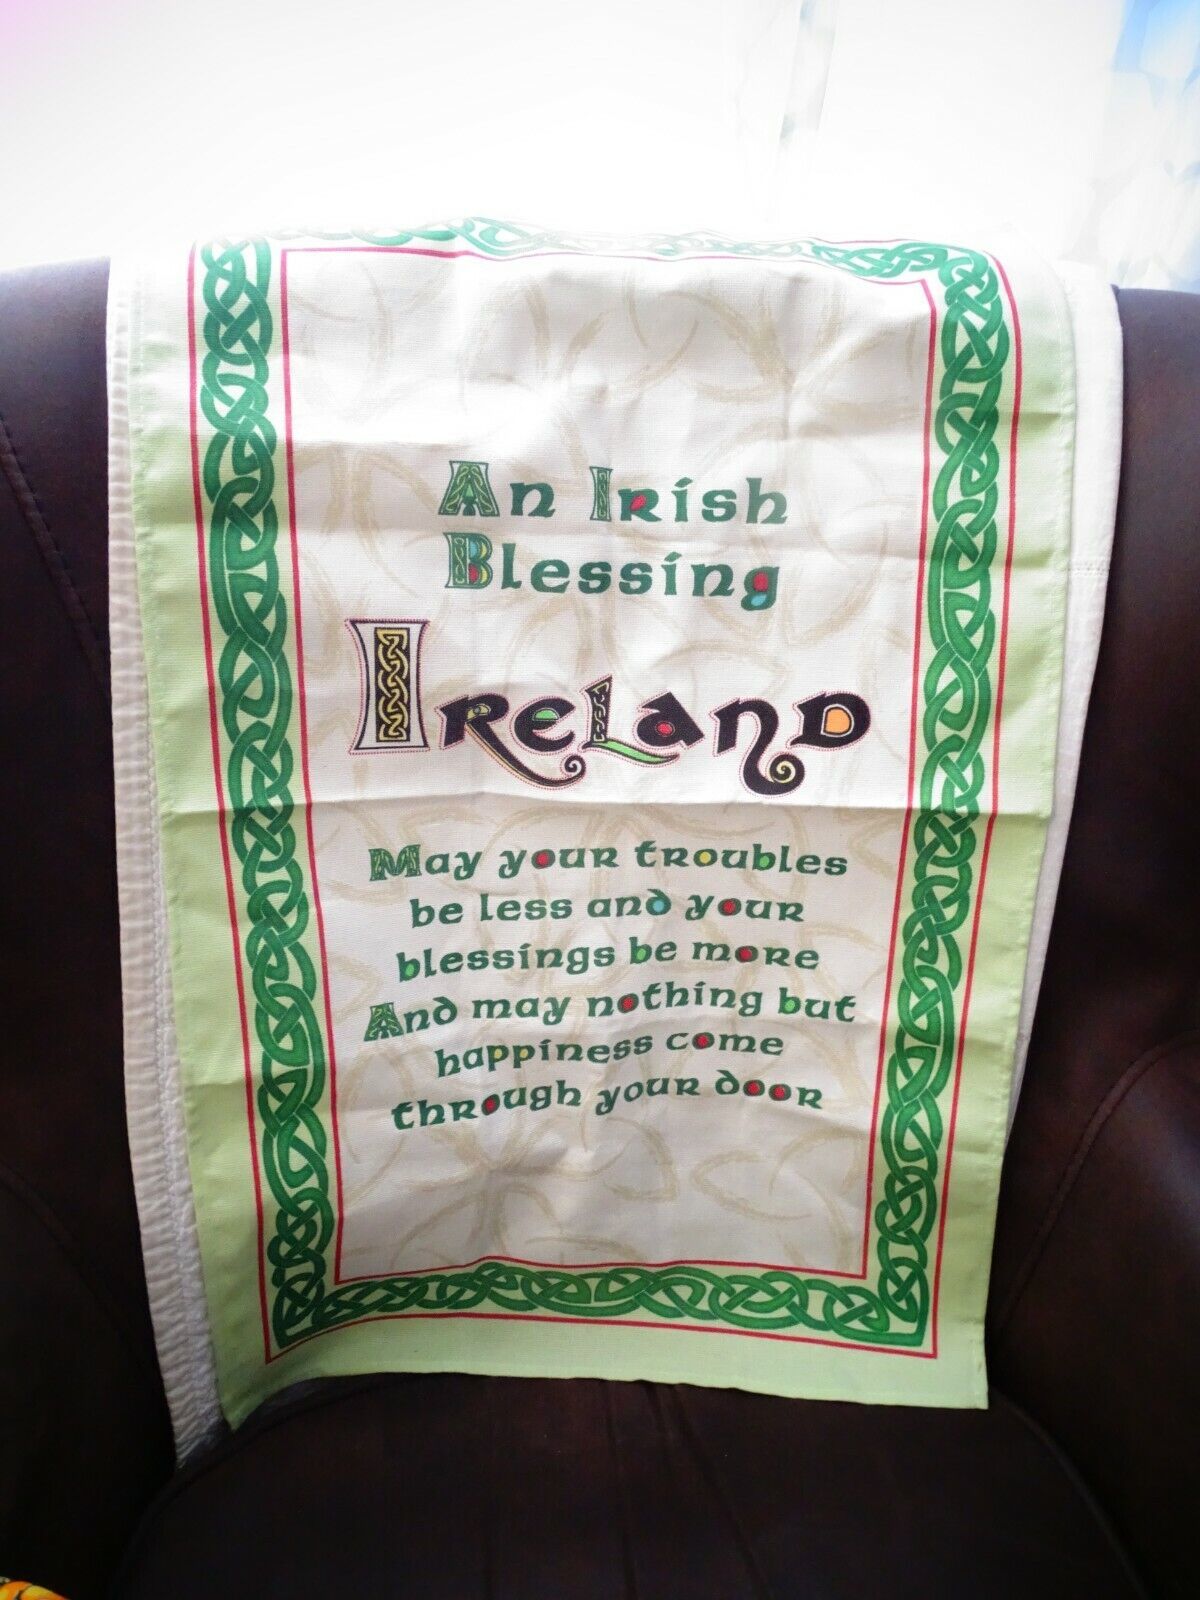 An Irish
Blessing
Ireland
May your troubles
be less and your
blessings be more
And may nothing but
happiness come
through your door